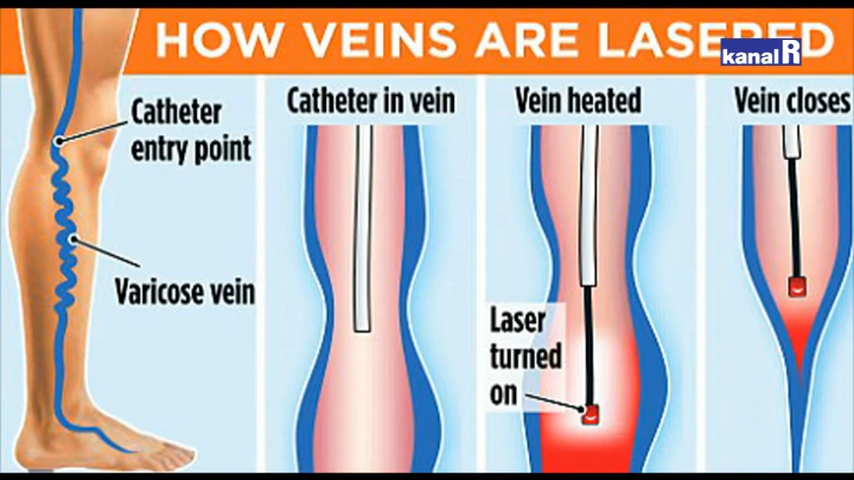 HOW VEINS ARE LASERED
kanalR
Catheter
entry point
Varicose vein
Catheter in vein
Vein heated
Laser
turned
on
Vein closes